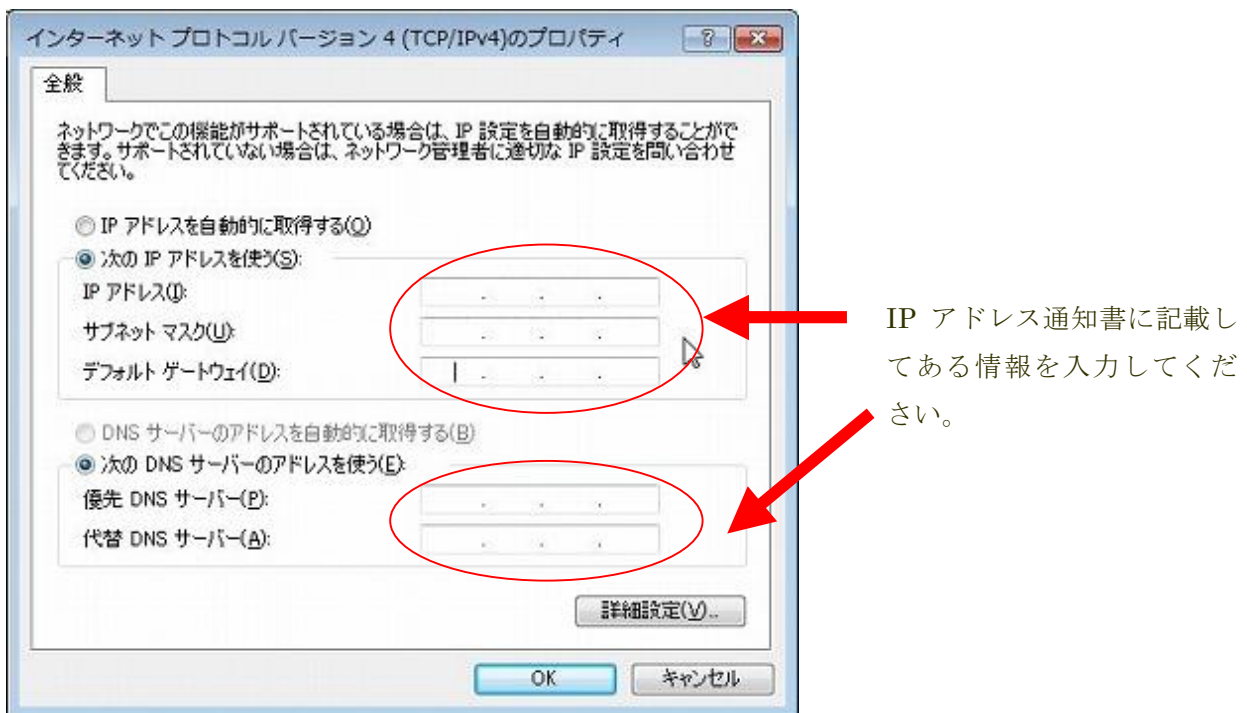 インターネット プロトコル バージョン 4 (TCP/IPv4)のプロパティ
全般
ネットワークでこの機能がサポートされている場合は、IP 設定を自動的に取得することがで
きます。サポートされていない場合は、ネットワーク管理者に適切な IP 設定を問い合わせ
てください。
IP アドレスを自動的に取得する(O)
次の IP アドレスを使う(S):
IP アドレス(I):
サブネット マスク(U):
デフォルト ゲートウェイ(D):
DNS サーバーのアドレスを自動的に取得する(B)
次の DNS サーバーのアドレスを使う(E):
優先 DNS サーバー(P):
代替 DNS サーバー(A):
詳細設定(V)...
OK
キャンセル
IP アドレス通知書に記載し
てある情報を入力してくだ
さい。